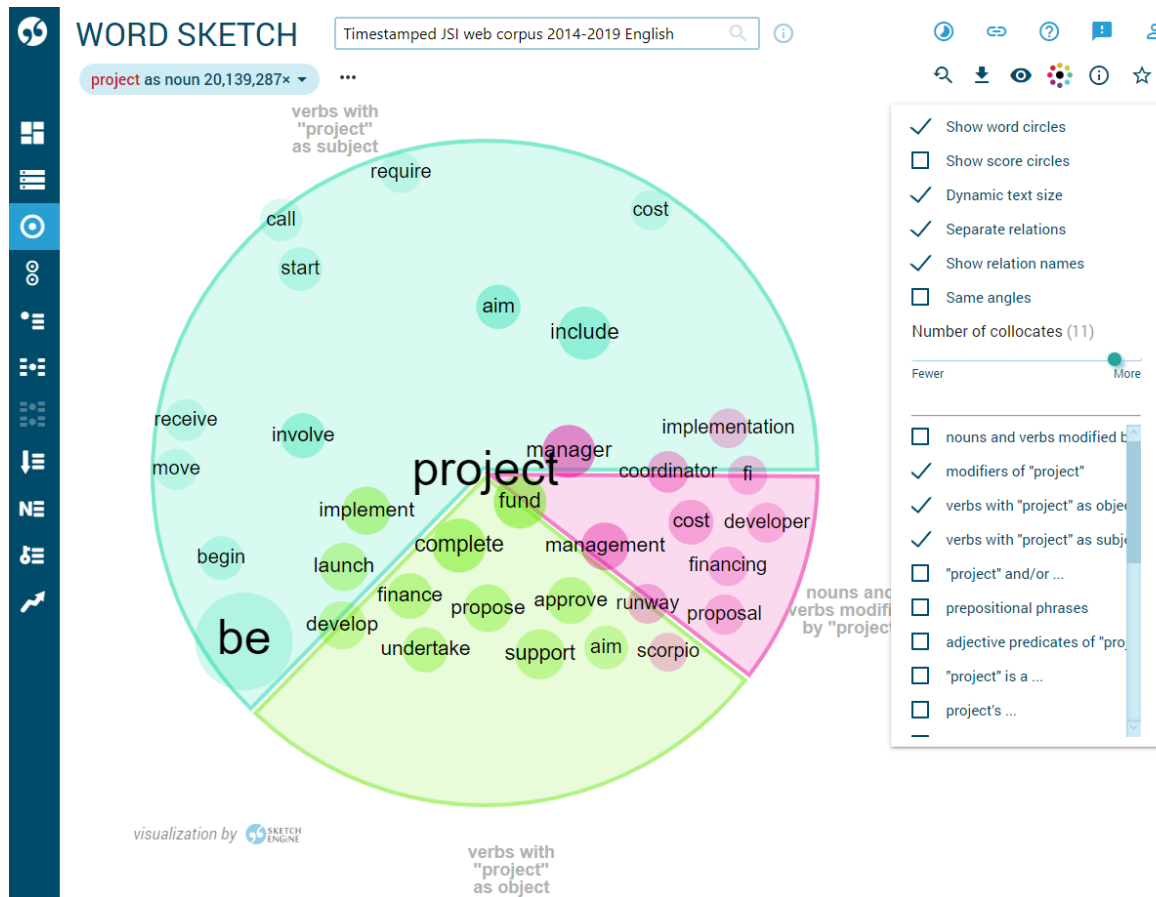 WORD SKETCH
Timestamped JSI web corpus 2014-2019 English
project as noun 20,139,287×
verbs with
"project"
as subject
require
call
cost
start
aim
include
receive
involve
move
implementation
manager
project
coordinator
fi
fund
implement
cost
developer
complete
management
begin
launch
financing
finance
propose
approve
runway
proposal
develop
undertake
support
aim
scorpio
be
nouns and
verbs modifi
by "project
verbs with
"project"
as object
visualization by SKETCH
ENGINE
Show word circles
Show score circles
Dynamic text size
Separate relations
Show relation names
Same angles
Number of collocates (11)
Fewer
More
nouns and verbs modified b
modifiers of "project"
verbs with "project" as obje
verbs with "project" as subj
"project" and/or ...
prepositional phrases
adjective predicates of "proj
"project" is a ...
project's ...